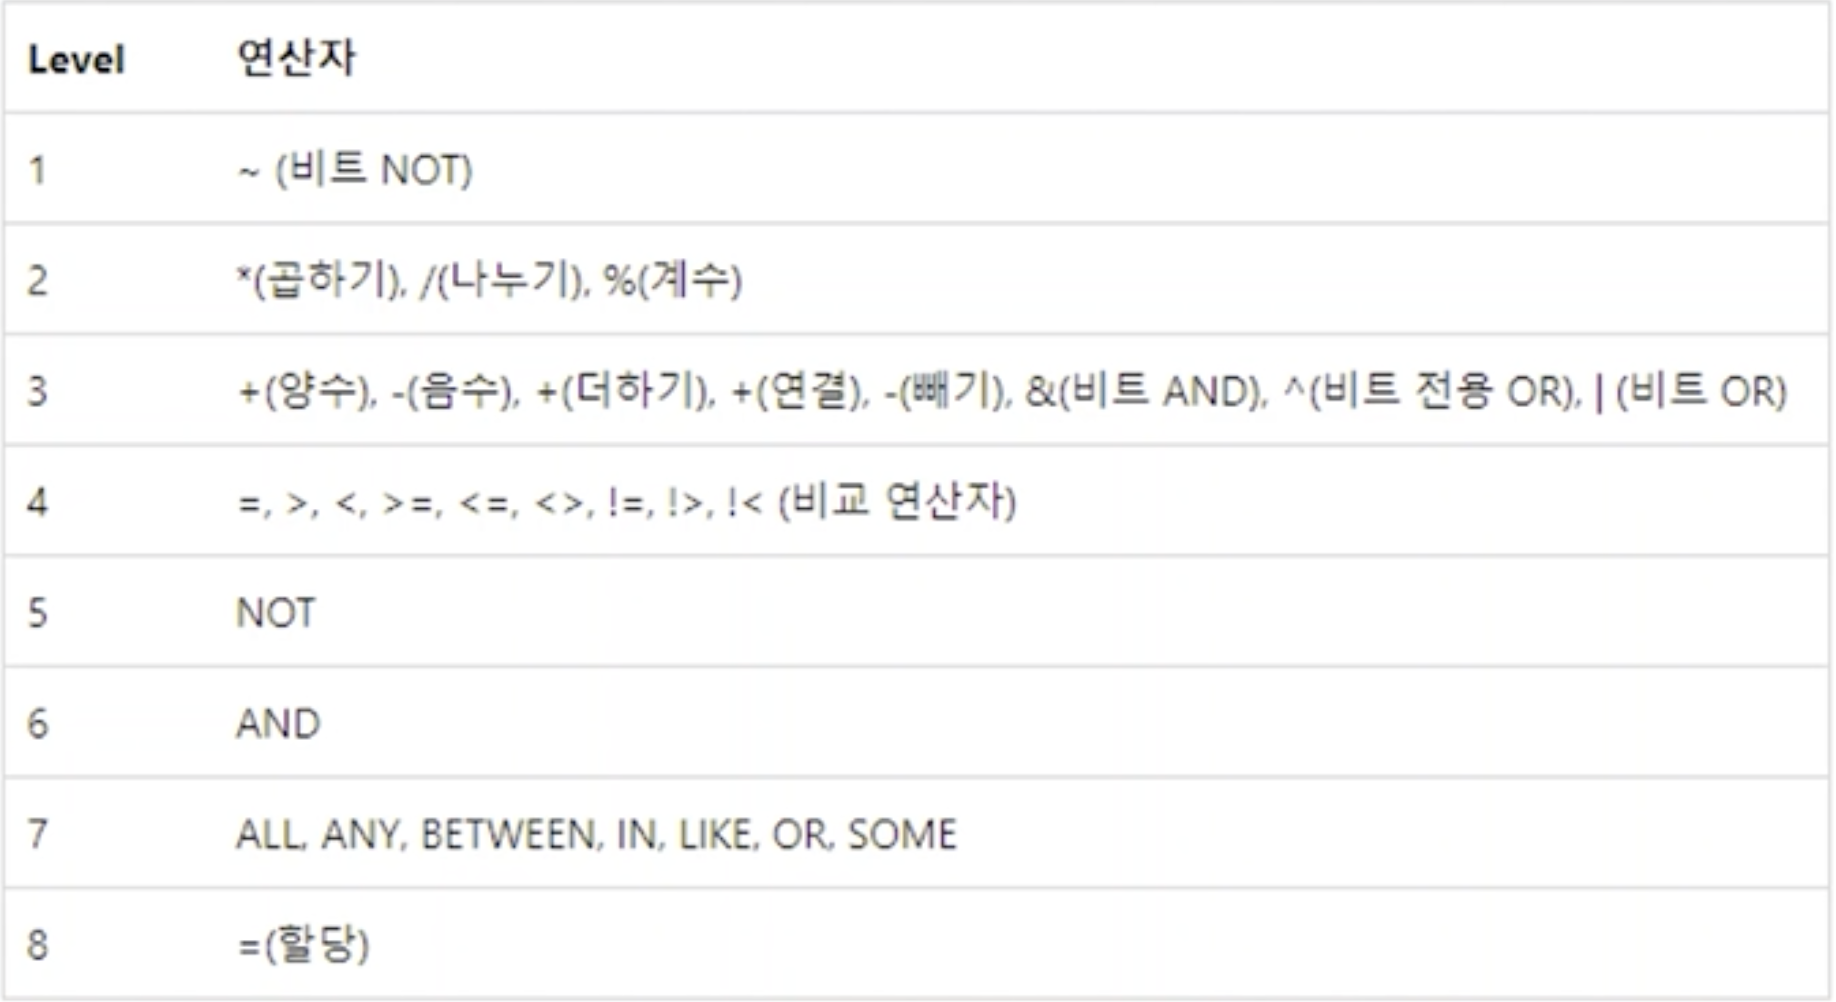 Level 연산자
1 ~ (비트 NOT)
2 *(곱하기), /(나누기), %(계수)
3 +(양수), -(음수), +(더하기), +(연결), -(빼기), &(비트 AND), ^(비트 전용 OR), | (비트 OR)
4 =, >, <, >=, <=, <>, !=, !>, !< (비교 연산자)
5 NOT
6 AND
7 ALL, ANY, BETWEEN, IN, LIKE, OR, SOME
8 =(할당)